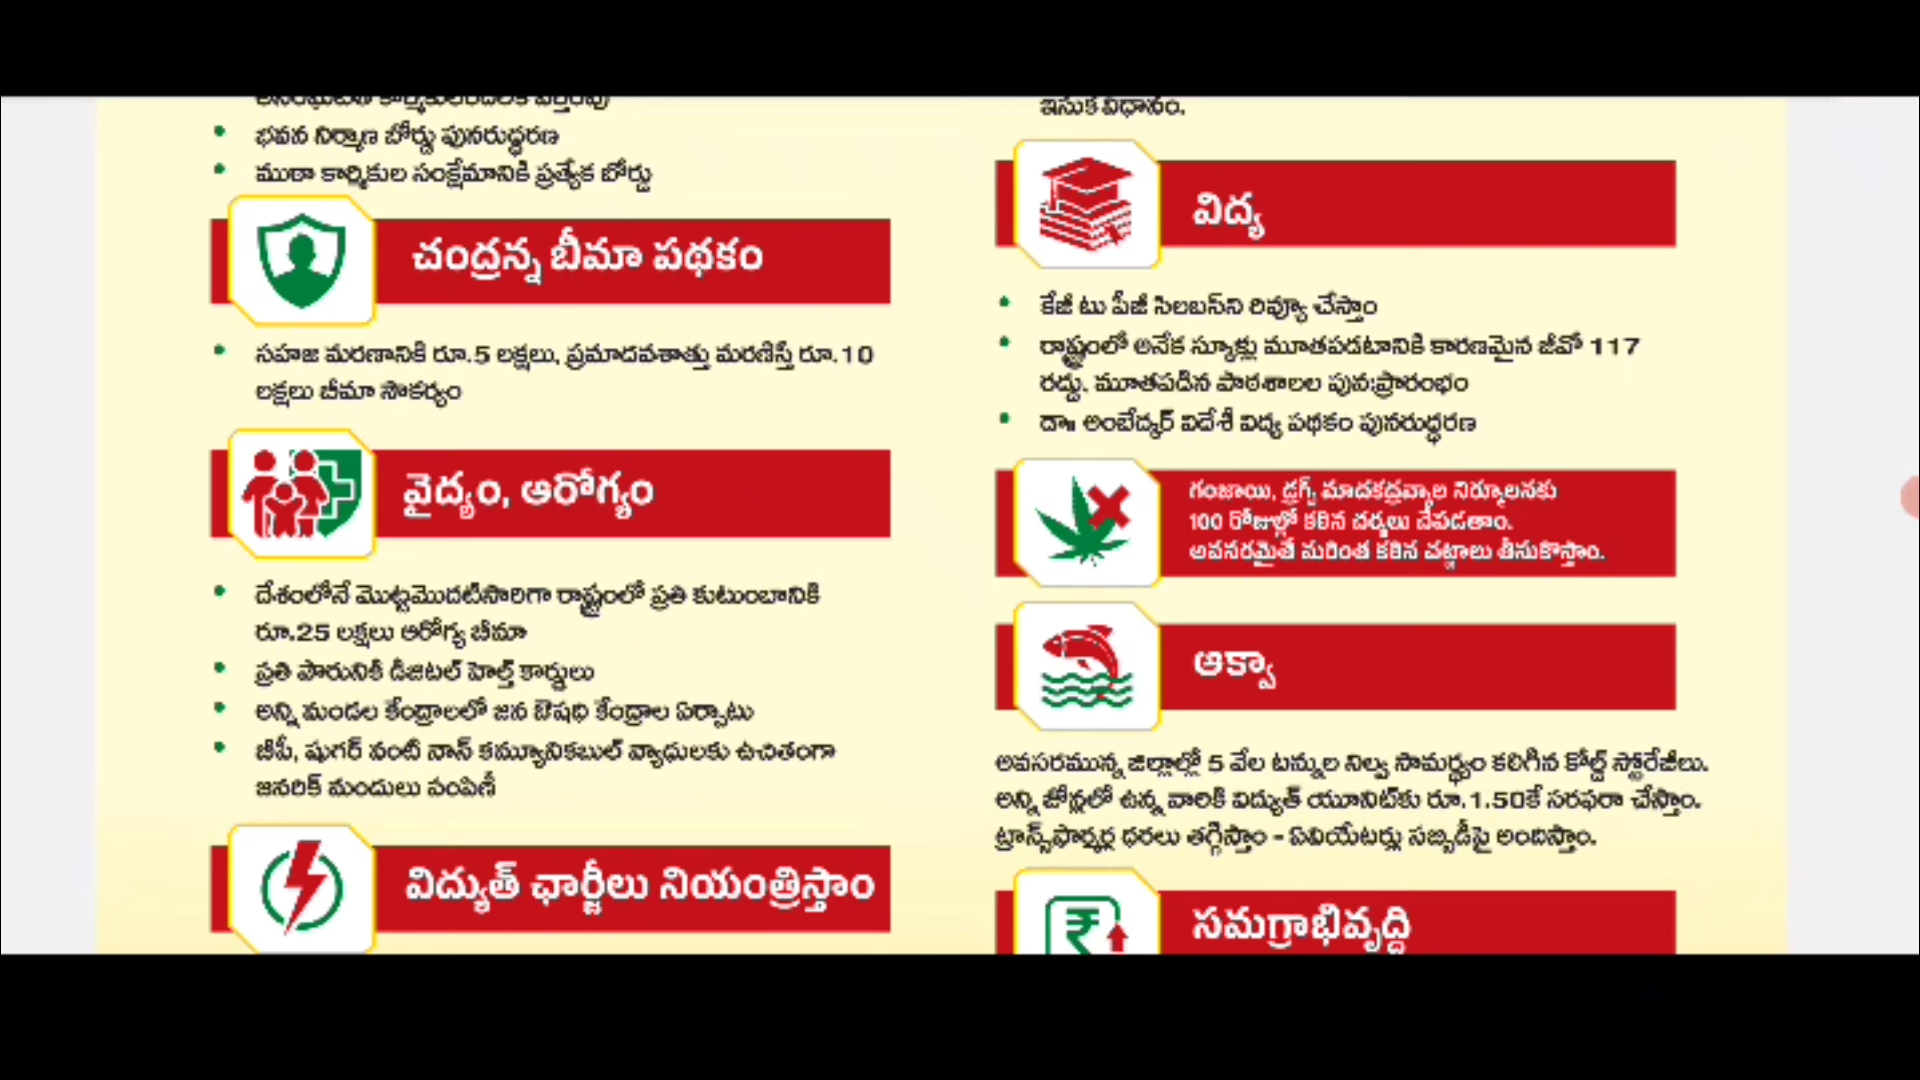 భవన నిర్మాణ బోర్డు పునరుద్ధరణ
ముఠా కార్మికుల సంక్షేమానికి ప్రత్యేక బోర్డు
చంద్రన్న బీమా పథకం
సహజ మరణానికి రూ.5 లక్షలు, ప్రమాదవశాత్తు మరణిస్తే రూ.10
లక్షలు బీమా సౌకర్యం
వైద్యం, ఆరోగ్యం
దేశంలోనే మొట్టమొదటిసారిగా రాష్ట్రంలో ప్రతి కుటుంబానికి
రూ.25 లక్షలు ఆరోగ్య బీమా
ప్రతి పౌరునికీ డీజిటల్ హెల్త్ కార్డులు
అన్ని మండల కేంద్రాలలో జన ఔషధి కేంద్రాల ఏర్పాటు
బీపీ, షుగర్ వంటి నాన్ కమ్యూనికబుల్ వ్యాధులకు ఉచితంగా
జనరిక్ మందులు పంపిణీ
విద్యుత్ ఛార్జీలు నియంత్రిస్తాం
ఇసుక విధానం.
విద్య
కేజీ టు పీజీ సిలబస్‌ని రివ్యూ చేస్తాం
రాష్ట్రంలో అనేక స్కూళ్లు మూతపడటానికి కారణమైన జీవో 117
రద్దు. మూతపడిన పాఠశాలల పునఃప్రారంభం
డా॥ అంబేద్కర్ విదేశీ విద్య పథకం పునరుద్ధరణ
గంజాయి, డ్రగ్స్ మాదకద్రవ్యాల నిర్మూలనకు
100 రోజుల్లో కఠిన చర్యలు చేపడతాం.
అవసరమైతే మరింత కఠిన చట్టాలు తీసుకొస్తాం.
ఆక్వా
అవసరమున్న జిల్లాల్లో 5 వేల టన్నుల నిల్వ సామర్థ్యం కలిగిన కోల్డ్ స్టోరేజీలు.
అన్ని జోన్లలో ఉన్న వారికి విద్యుత్ యూనిట్‌కు రూ.1.50కే సరఫరా చేస్తాం.
ట్రాన్స్‌ఫార్మర్ల ధరలు తగ్గిస్తాం - ఏవియేటర్లు సబ్సడీపై అందిస్తాం.
సమగ్రాభివృద్ధి